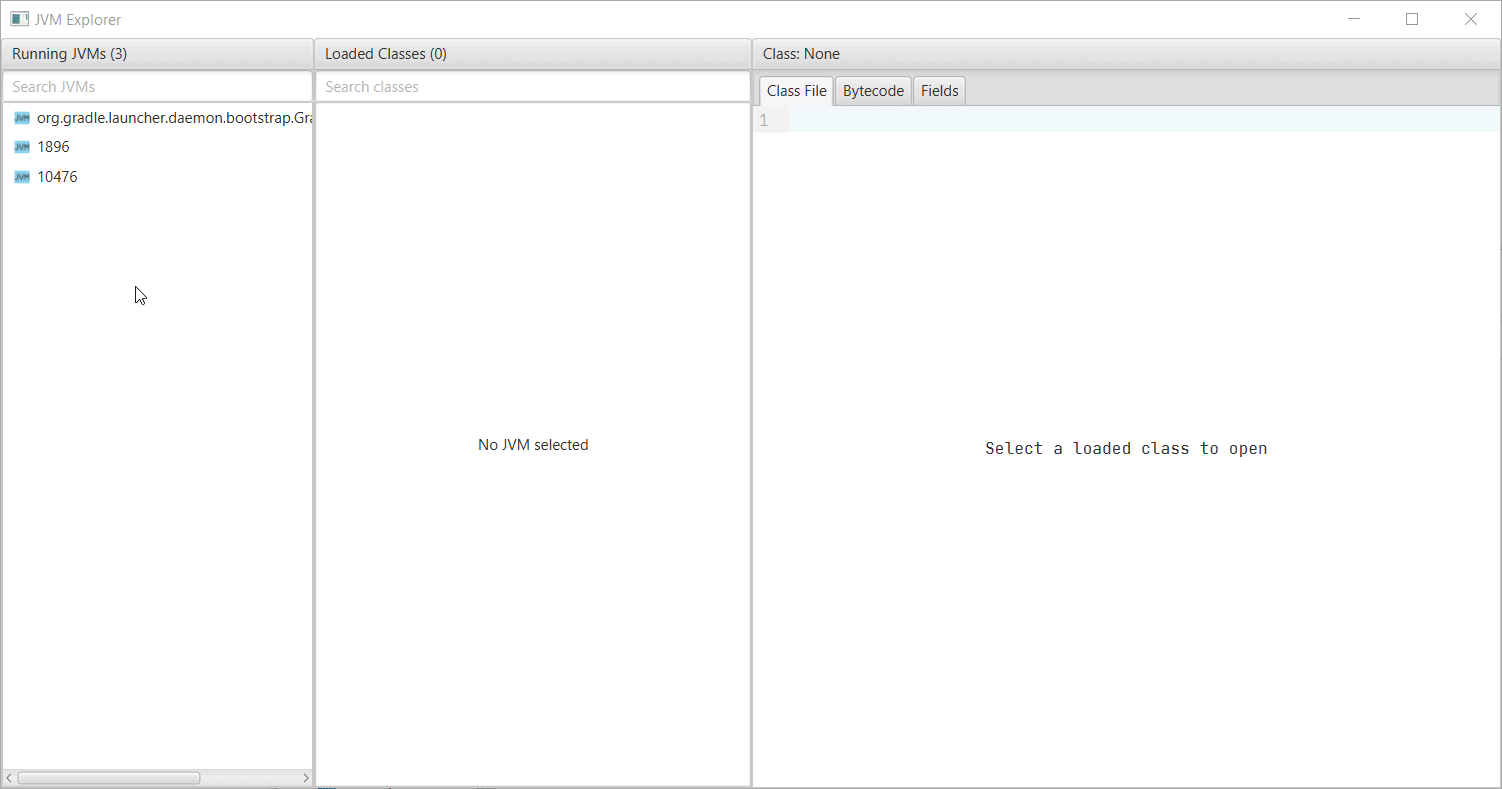 JVM Explorer
Running JVMs (3)
Loaded Classes (0)
Class: None
Search JVMs
Search classes
Class File
Bytecode
Fields
1
JVM org.gradle.launcher.daemon.bootstrap.Gra
JVM 1896
JVM 10476
No JVM selected
Select a loaded class to open